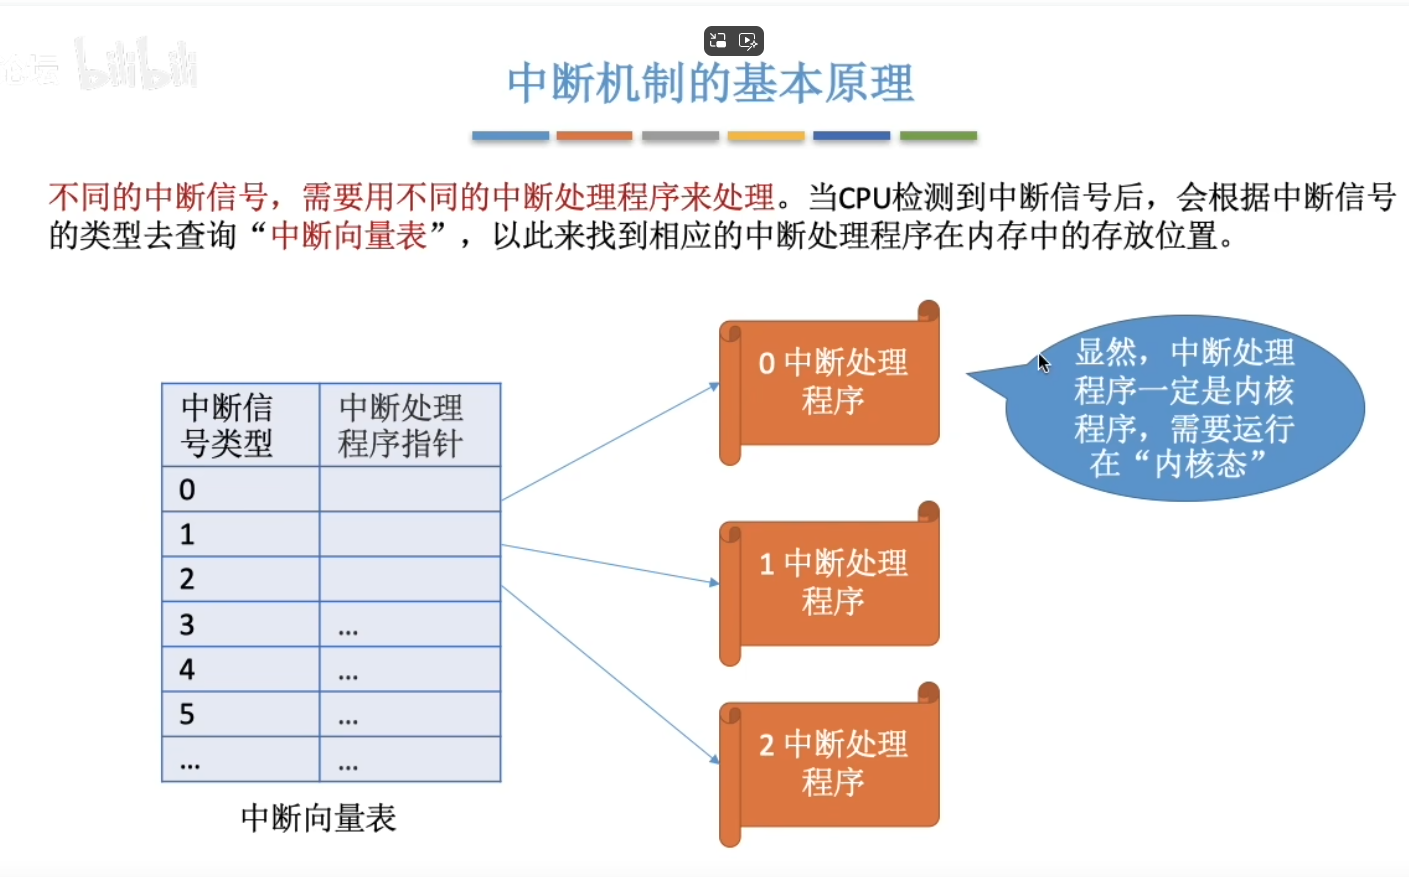 论坛 bilibili
中断机制的基本原理
不同的中断信号，需要用不同的中断处理程序来处理。当CPU检测到中断信号后，会根据中断信号
的类型去查询“中断向量表”，以此来找到相应的中断处理程序在内存中的存放位置。
中断信
号类型
中断处理
程序指针
0
1
2
3 ...
4 ...
5 ...
... ...
中断向量表
0 中断处理
程序
1 中断处理
程序
2 中断处理
程序
显然，中断处理
程序一定是内核
程序，需要运行
在“内核态”